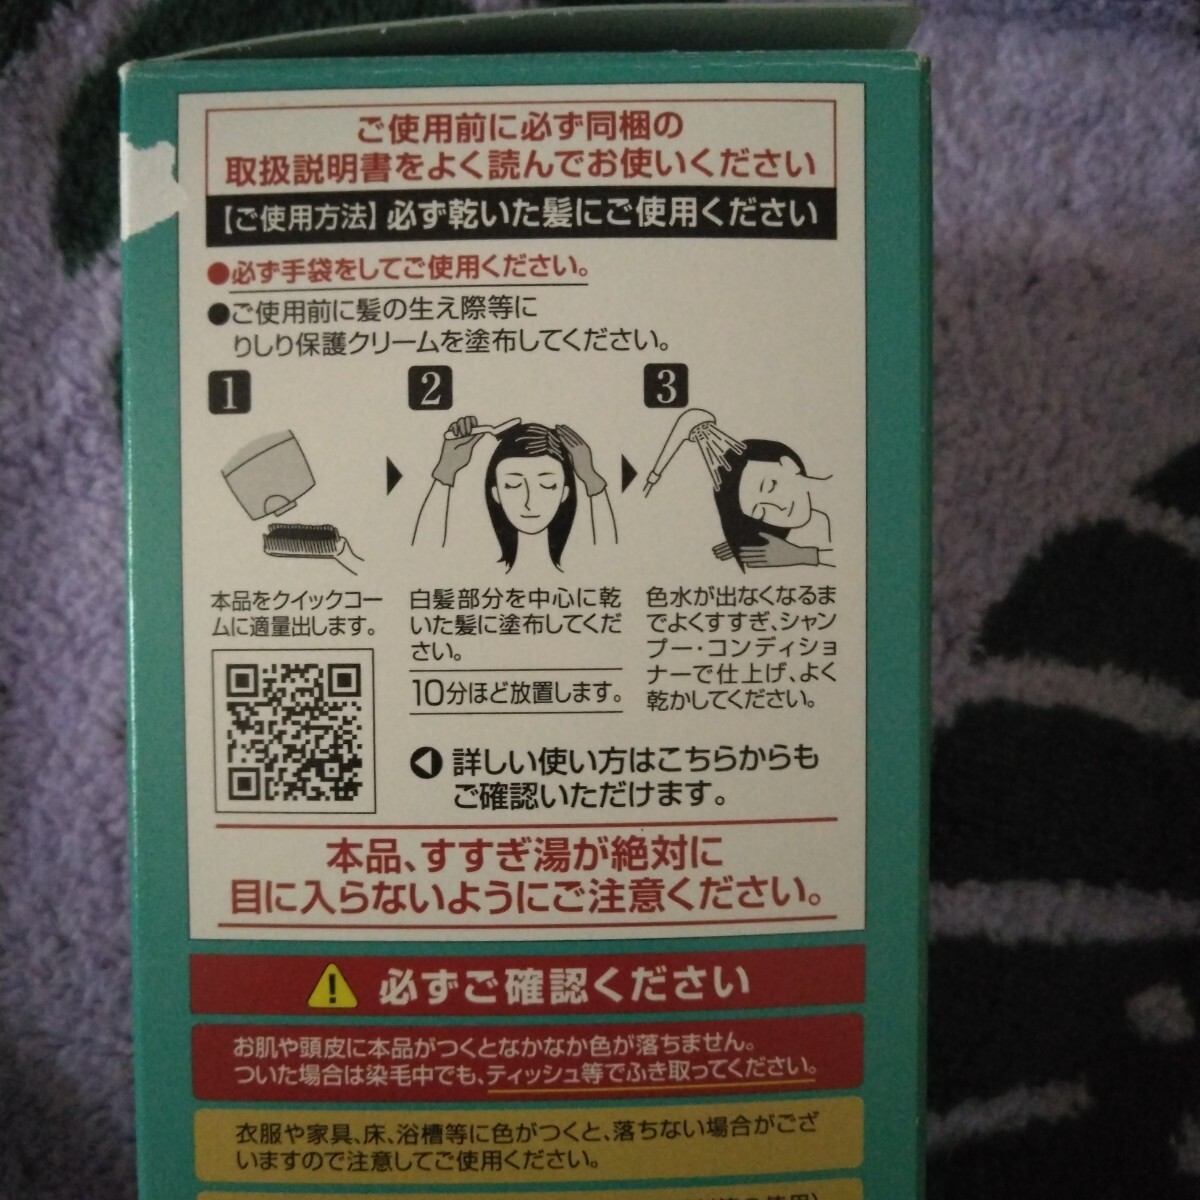 ご使用前に必ず同梱の
取扱説明書をよく読んでお使いください
【ご使用方法】必ず乾いた髪にご使用ください
●必ず手袋をしてご使用ください。
●ご使用前に髪の生え際等に
りしり保護クリームを塗布してください。
1
2
3
本品をクイックコー
ムに適量出します。
白髪部分を中心に乾
いた髪に塗布してくだ
さい。
10分ほど放置します。
色水が出なくなるま
でよくすすぎ、シャン
プー・コンディショ
ナーで仕上げ、よく
乾かしてください。
詳しい使い方はこちらからも
ご確認いただけます。
本品、すすぎ湯が絶対に
目に入らないようにご注意ください。
必ずご確認ください
お肌や頭皮に本品がつくとなかなか色が落ちません。
ついた場合は染毛中でも、ティッシュ等でふき取ってください。
衣服や家具、床、浴槽等に色がつくと、落ちない場合がござ
いますので注意してご使用ください。